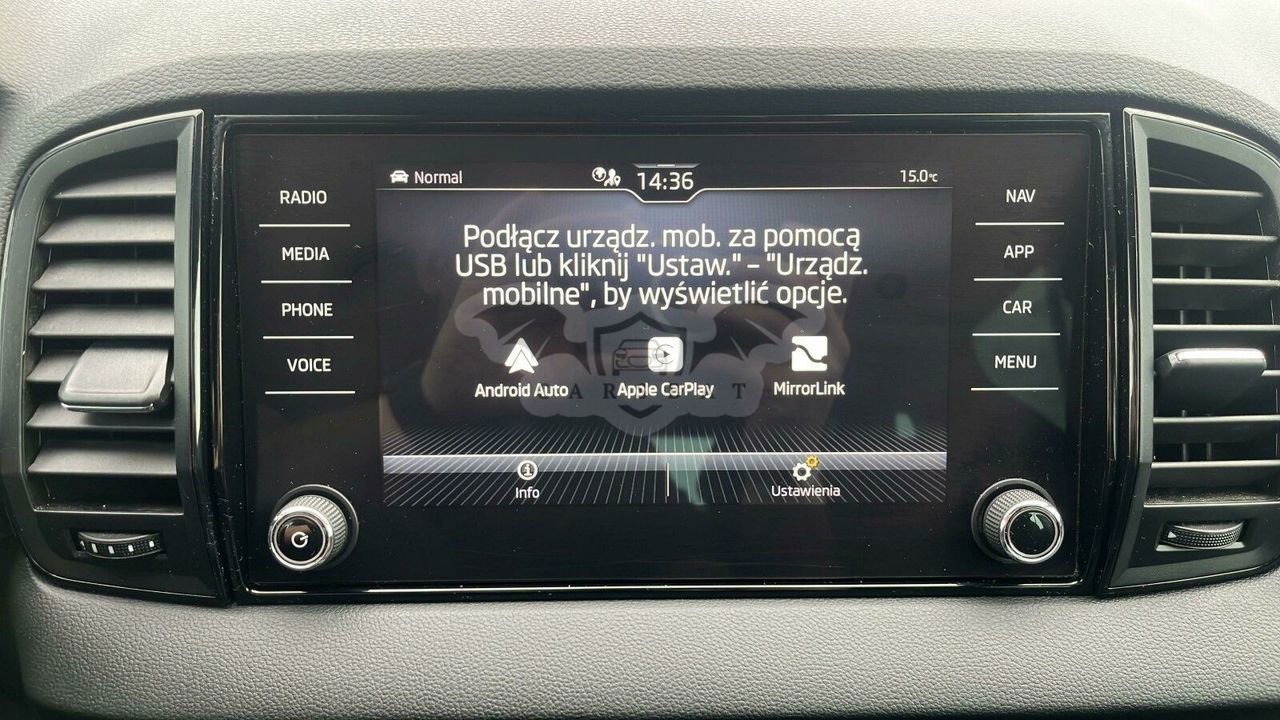 Normal
14:36
15.0°C
RADIO
MEDIA
PHONE
VOICE
NAV
APP
CAR
MENU
Podłącz urządz. mob. za pomocą
USB lub kliknij "Ustaw." – "Urządz.
mobilne", by wyświetlić opcje.
Android Auto
Apple CarPlay
MirrorLink
Info
Ustawienia